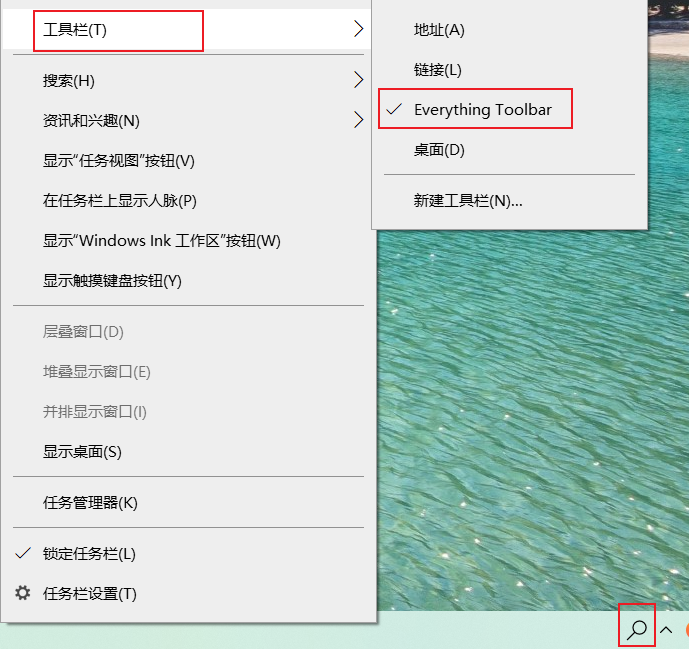 工具栏(T)
搜索(H)
资讯和兴趣(N)
显示“任务视图”按钮(V)
在任务栏上显示人脉(P)
显示“Windows Ink 工作区”按钮(W)
显示触摸键盘按钮(Y)
层叠窗口(D)
堆叠显示窗口(E)
并排显示窗口(I)
显示桌面(S)
任务管理器(K)
锁定任务栏(L)
任务栏设置(T)
地址(A)
链接(L)
Everything Toolbar
桌面(D)
新建工具栏(N)...